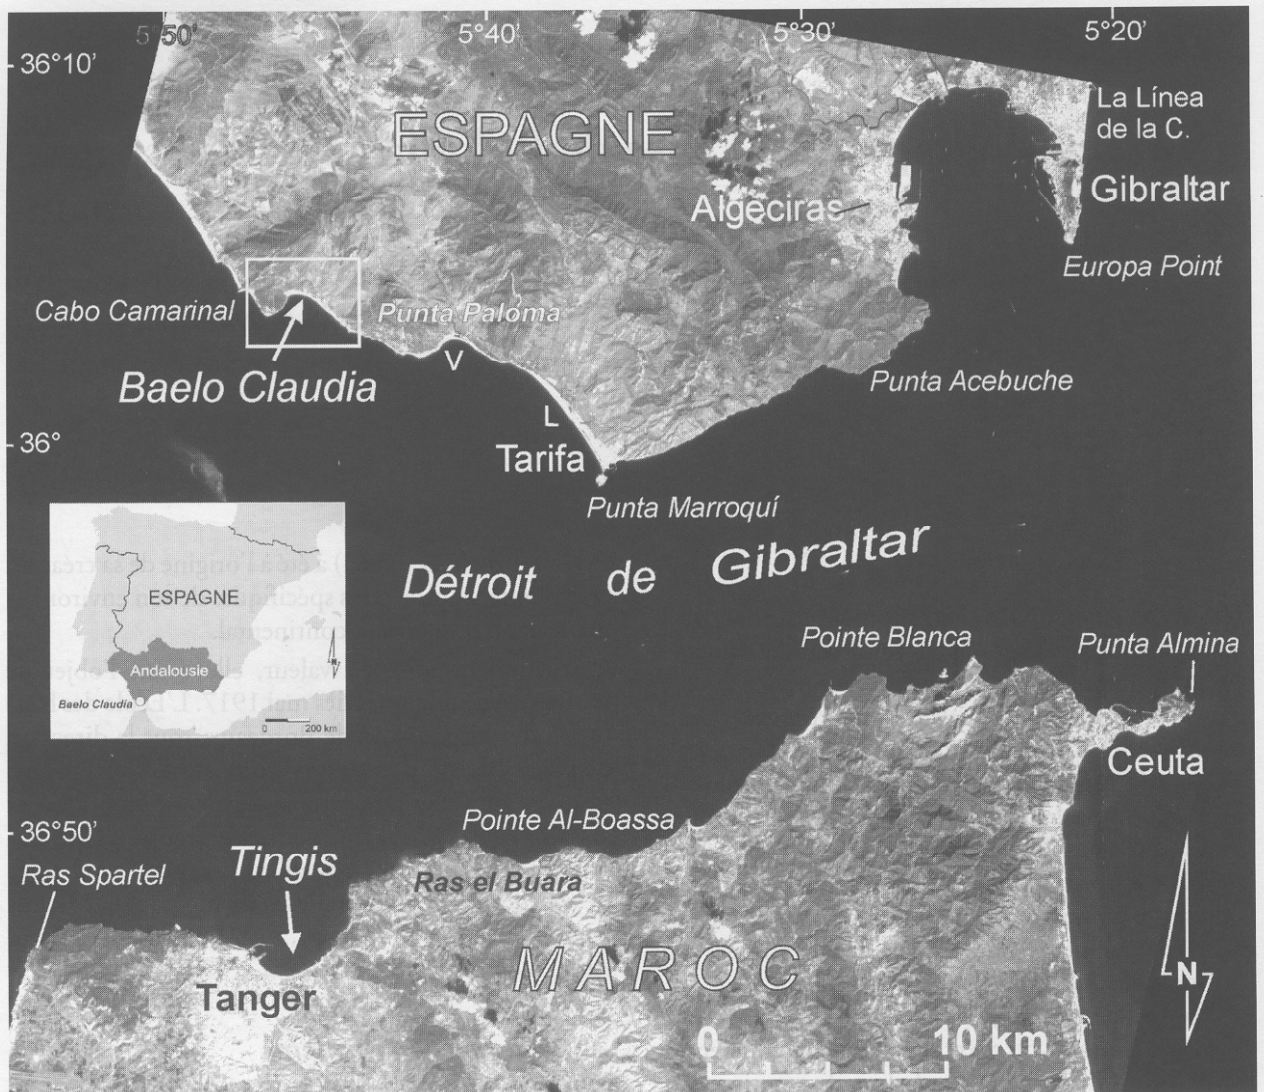 5°50' 5°40' 5°30' 5°20'
36°10'
ESPAGNE
La Línea
de la C.
Algeciras
Gibraltar
Europa Point
Cabo Camarinal
Punta Paloma
Baelo Claudia
V
Punta Acebuche
L
36°
Tarifa
Punta Marroquí
Détroit de Gibraltar
ESPAGNE
Andalousie
Baelo Claudia
0 200 km
Pointe Blanca
Punta Almina
Ceuta
Pointe Al-Boassa
36°50'
Tingis
Ras Spartel
Ras el Buara
MAROC
N
Tanger
0 10 km